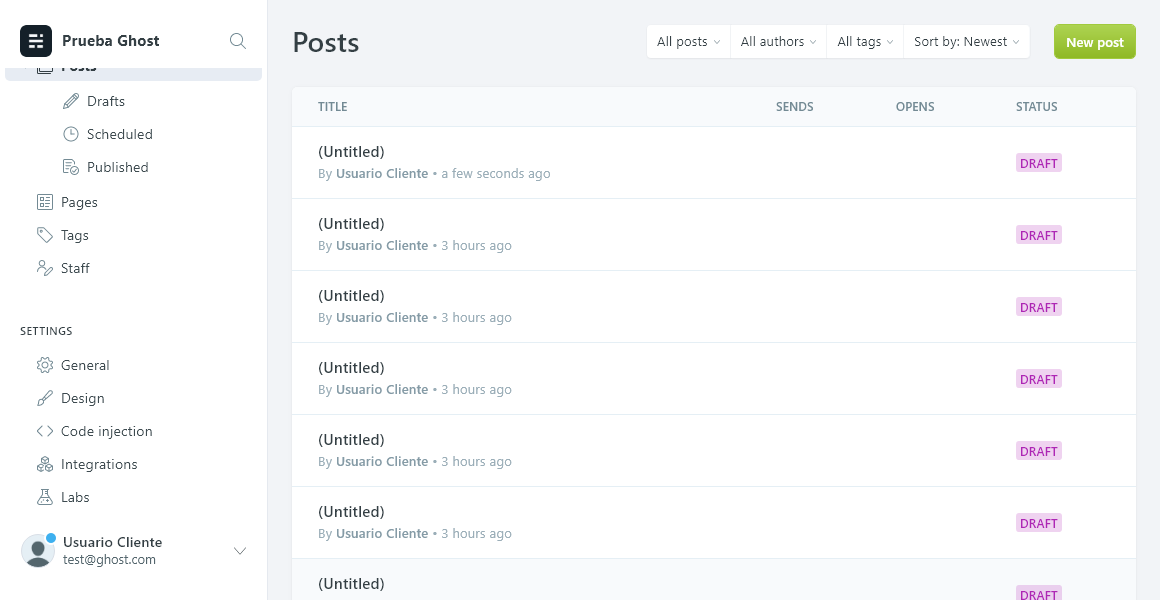 Prueba Ghost
Posts
Drafts
Scheduled
Published
Pages
Tags
Staff
SETTINGS
General
Design
Code injection
Integrations
Labs
Usuario Cliente
test@ghost.com
Posts
All posts All authors All tags Sort by: Newest New post
TITLE SENDS OPENS STATUS
(Untitled)
By Usuario Cliente • a few seconds ago
DRAFT
(Untitled)
By Usuario Cliente • 3 hours ago
DRAFT
(Untitled)
By Usuario Cliente • 3 hours ago
DRAFT
(Untitled)
By Usuario Cliente • 3 hours ago
DRAFT
(Untitled)
By Usuario Cliente • 3 hours ago
DRAFT
(Untitled)
By Usuario Cliente • 3 hours ago
DRAFT
(Untitled)
DRAFT